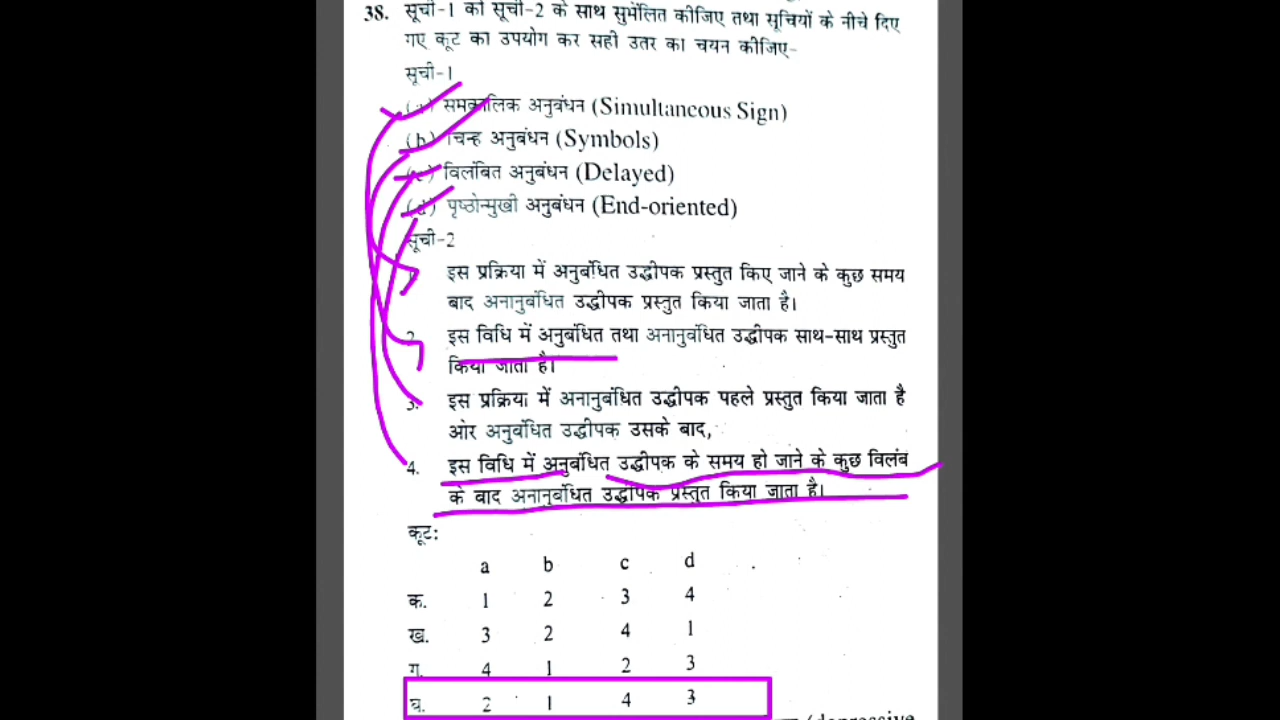 38. सूची-1 को सूची-2 के साथ सुमेलित कीजिए तथा सूचियों के नीचे दिए
गए कूट का उपयोग कर सही उतर का चयन कीजिए-
सूची-1
(a) समकालिक अनुबंधन (Simultaneous Sign)
(b) चिन्ह अनुबंधन (Symbols)
(c) विलंबित अनुबंधन (Delayed)
(d) पृष्ठोन्मुखी अनुबंधन (End-oriented)
सूची-2
1. इस प्रक्रिया में अनुबंधित उद्धीपक प्रस्तुत किए जाने के कुछ समय
बाद अनानुबंधित उद्धीपक प्रस्तुत किया जाता है।
2. इस विधि में अनुबंधित तथा अनानुवंधित उद्धीपक साथ-साथ प्रस्तुत
किया जाता है।
3. इस प्रक्रिया में अनानुबंधित उद्धीपक पहले प्रस्तुत किया जाता है
ओर अनुबंधित उद्धीपक उसके बाद,
4. इस विधि में अनुबंधित उद्धीपक के समय हो जाने के कुछ विलंब
के बाद अनानुबंधित उद्धीपक प्रस्तुत किया जाता है।
कूट:
a b c d
क. 1 2 3 4
ख. 3 2 4 1
ग. 4 1 2 3
घ. 2 1 4 3